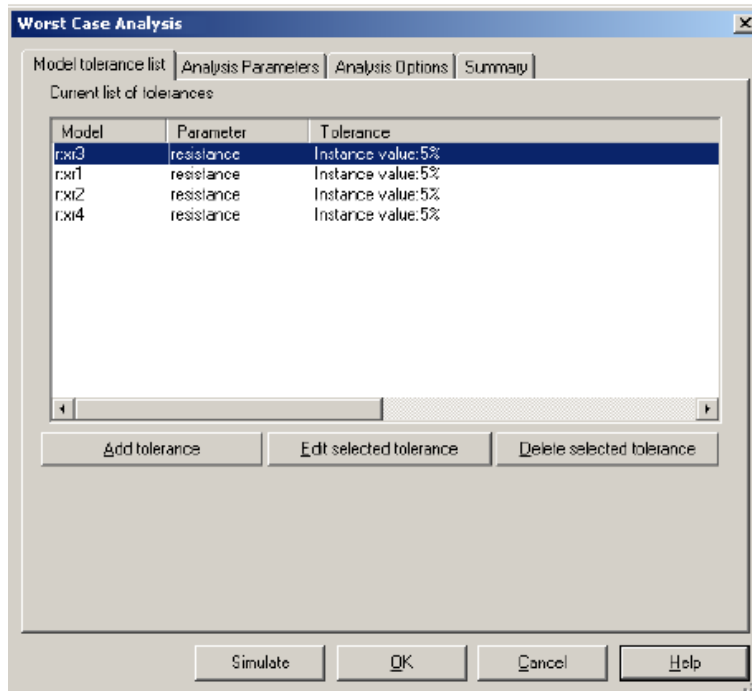 Worst Case Analysis
Model tolerance list Analysis Parameters Analysis Options Summary
Current list of tolerances
Model Parameter Tolerance
r:xr3 resistance Instance value:5%
r:xr1 resistance Instance value:5%
r:xr2 resistance Instance value:5%
r:xr4 resistance Instance value:5%
Add tolerance Edit selected tolerance Delete selected tolerance
Simulate OK Cancel Help